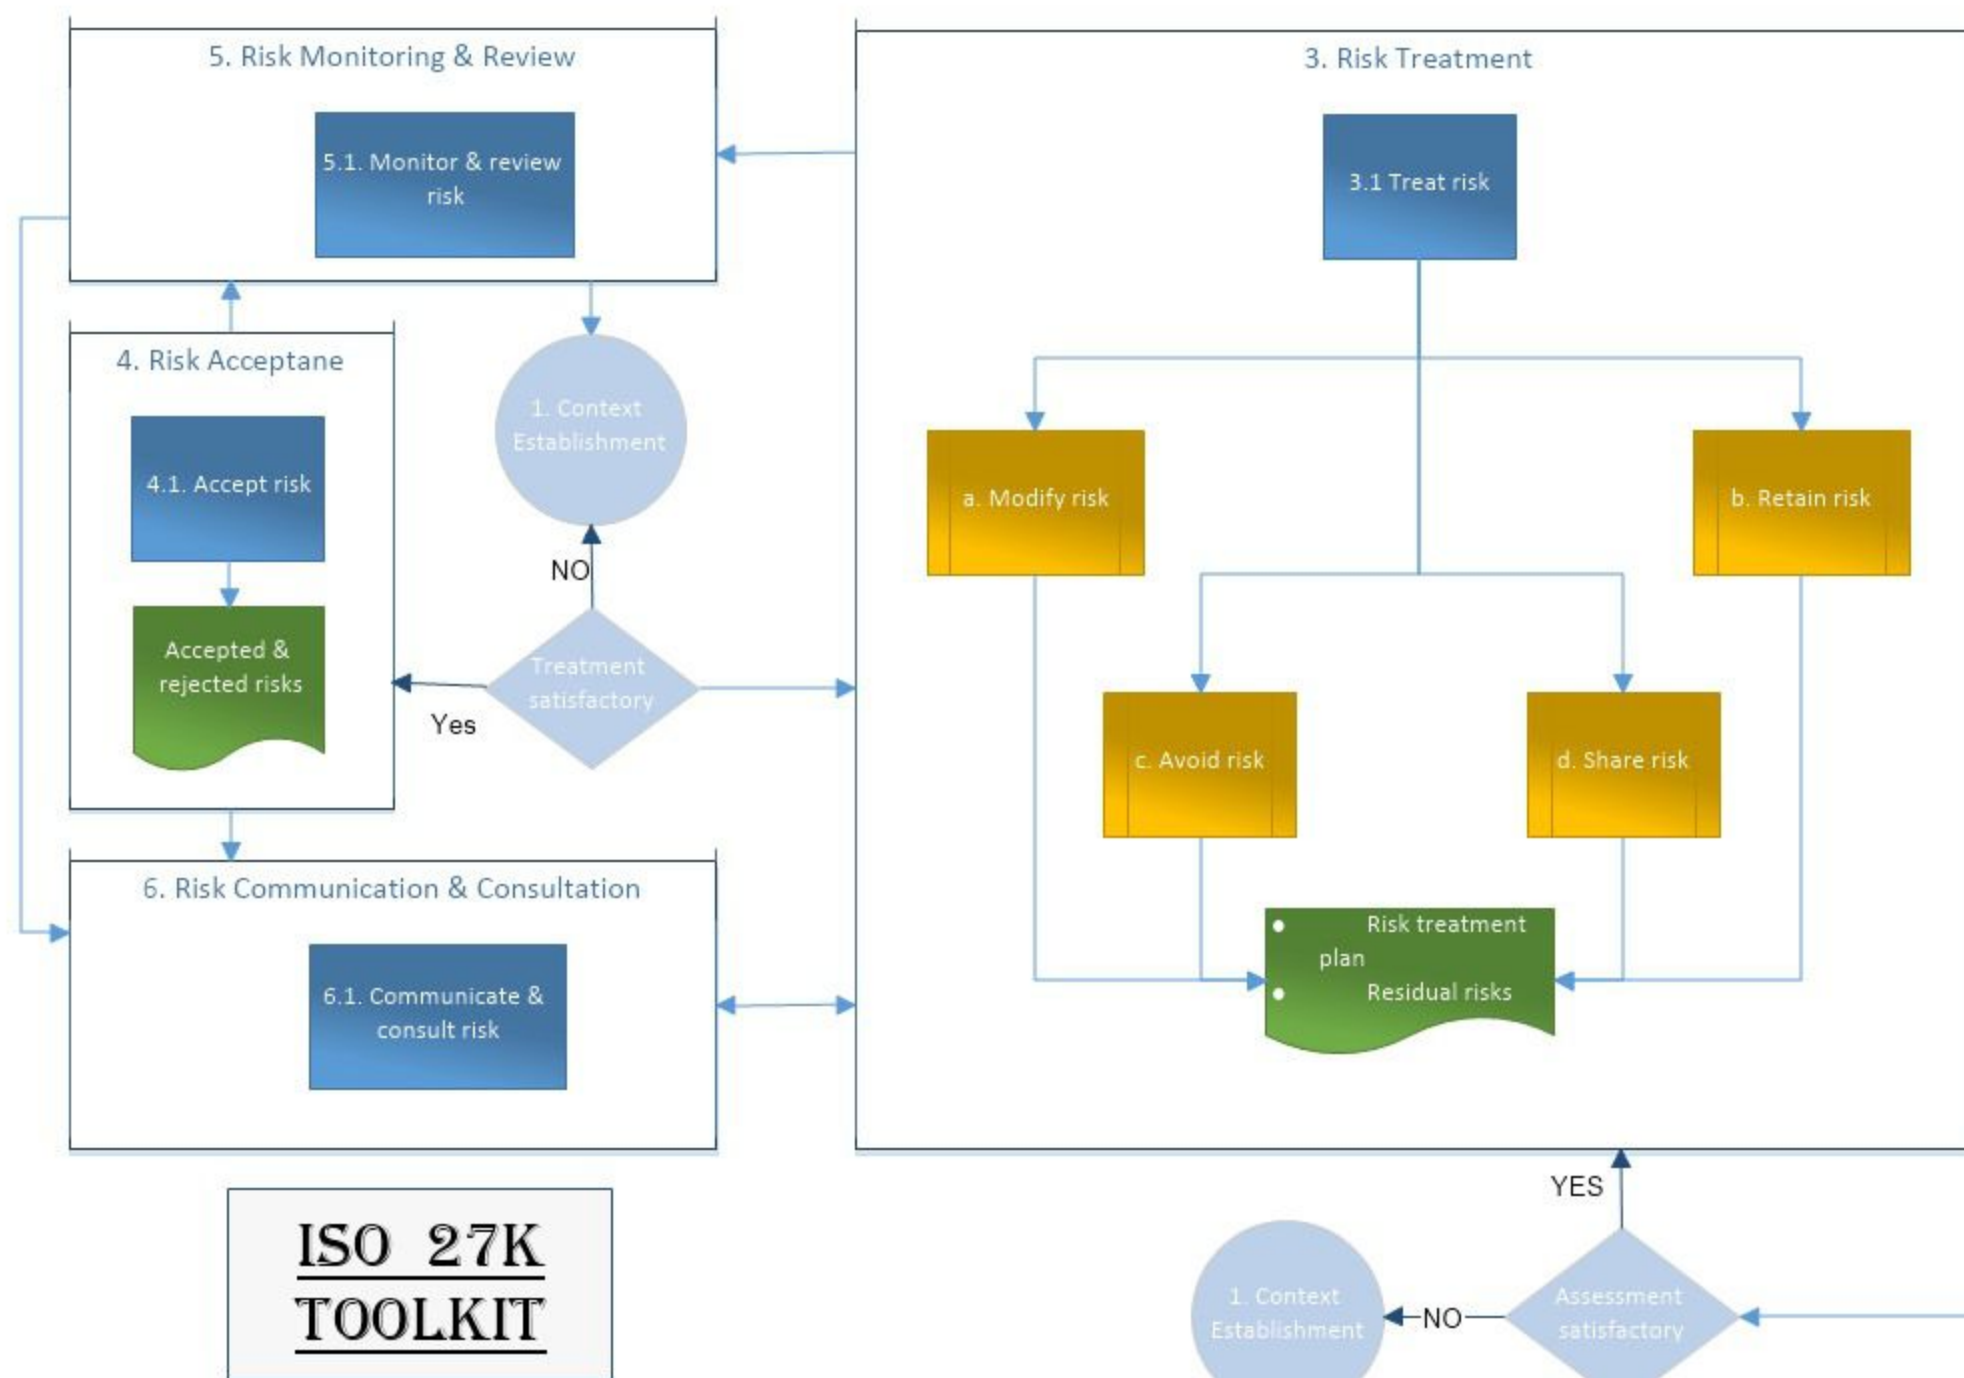 5. Risk Monitoring & Review
5.1. Monitor & review
risk
4. Risk Acceptane
4.1. Accept risk
Accepted &
rejected risks
1. Context
Establishment
NO
Treatment
satisfactory
Yes
6. Risk Communication & Consultation
6.1. Communicate &
consult risk
ISO 27K
TOOLKIT
3. Risk Treatment
3.1 Treat risk
a. Modify risk
b. Retain risk
c. Avoid risk
d. Share risk
• Risk treatment
plan
• Residual risks
YES
1. Context
Establishment
NO
Assessment
satisfactory